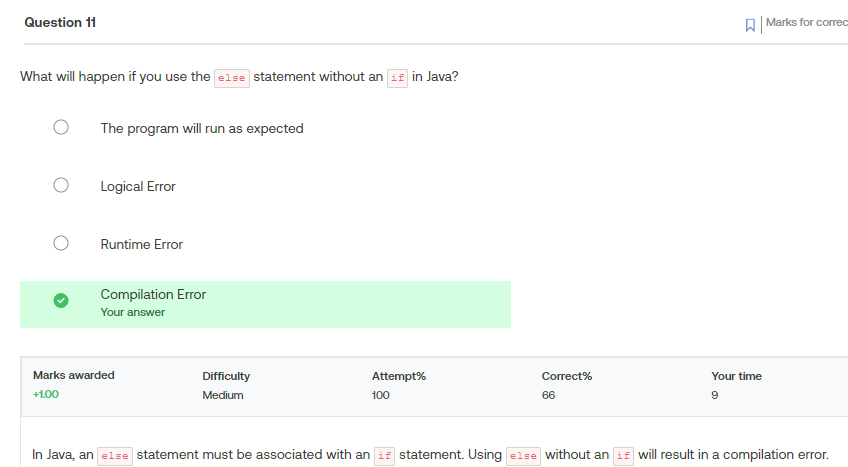 Question 11
Marks for correc
What will happen if you use the else statement without an if in Java?
The program will run as expected
Logical Error
Runtime Error
Compilation Error
Your answer
Marks awarded Difficulty Attempt% Correct% Your time
+1.00 Medium 100 66 9
In Java, an else statement must be associated with an if statement. Using else without an if will result in a compilation error.